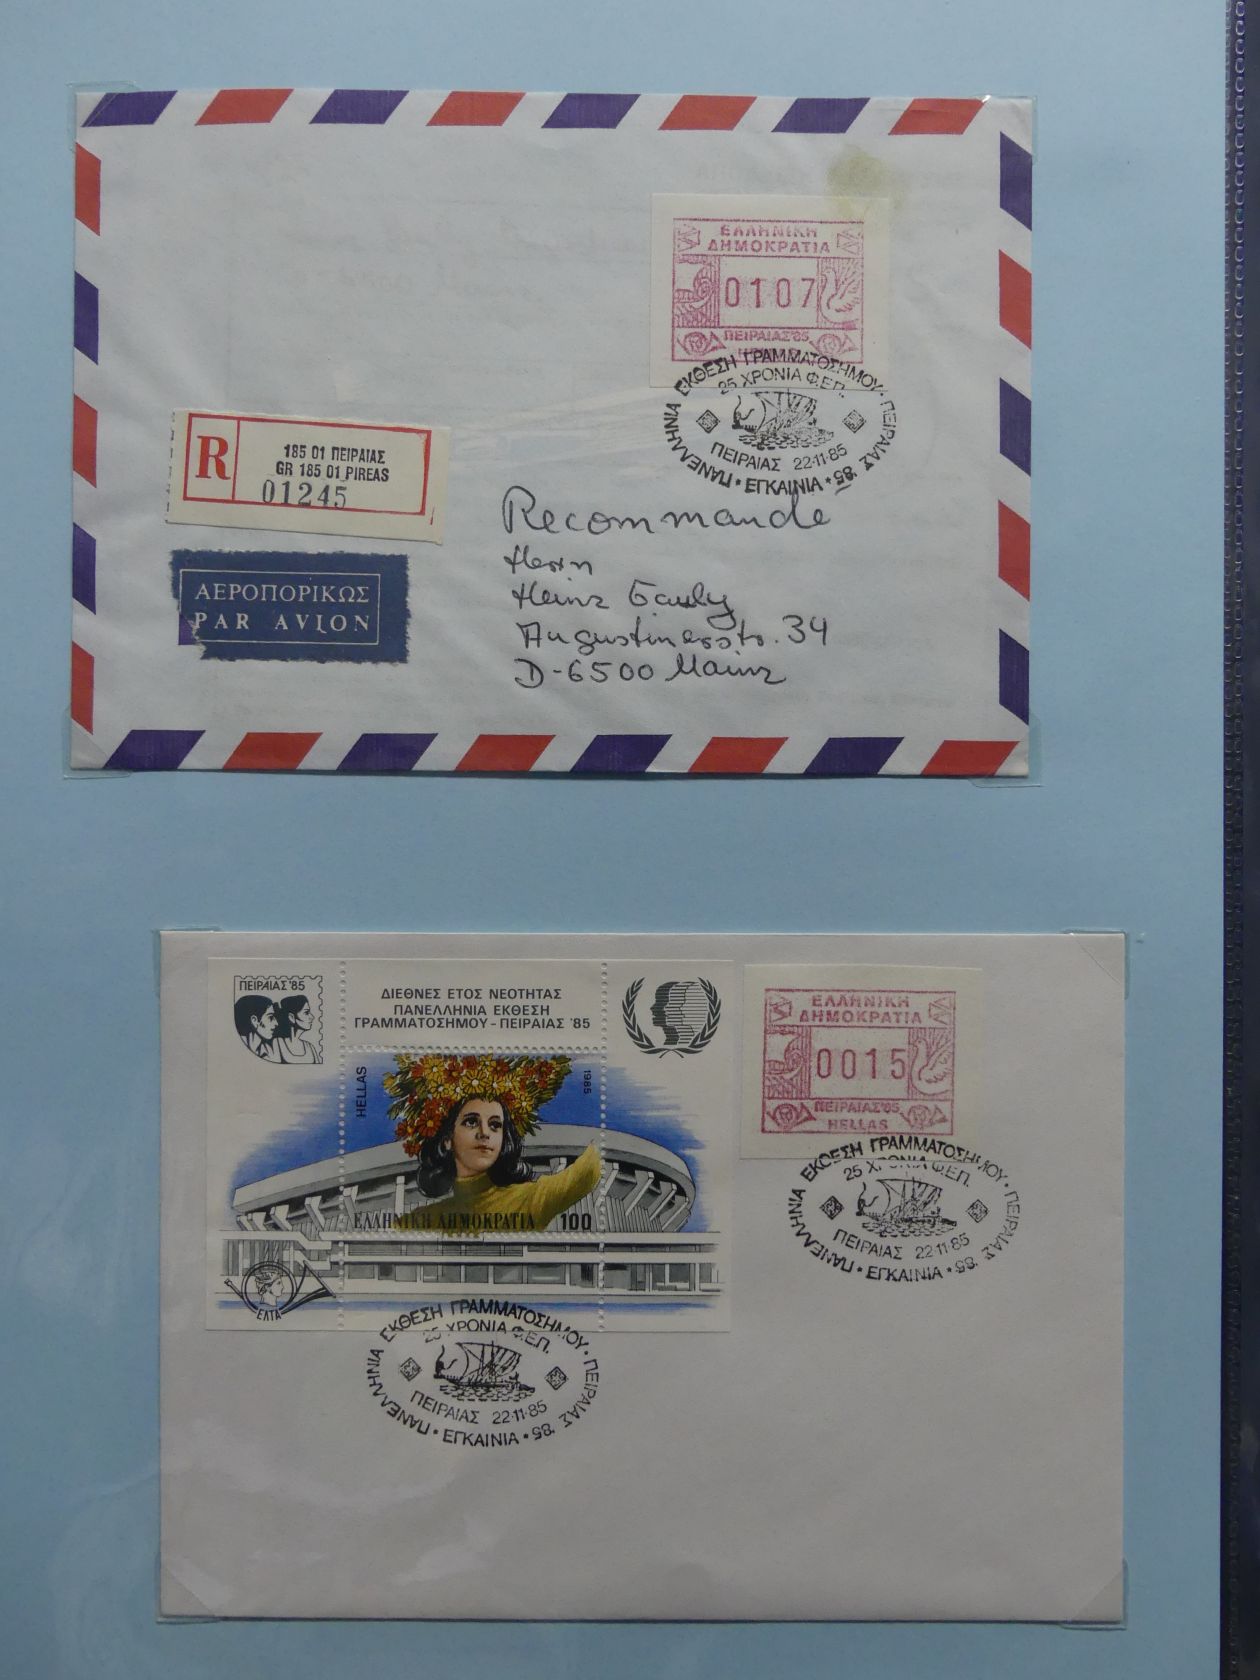 ΕΛΛΗΝΙΚΗ
ΔΗΜΟΚΡΑΤΙΑ
0107
ΠΕΙΡΑΙΑΣ'85
ΠΑΝΕΛΛΗΝΙΑ ΕΚΘΕΣΗ ΓΡΑΜΜΑΤΟΣΗΜΟΥ · ΠΕΙΡΑΙΑΣ '85
25 ΧΡΟΝΙΑ Φ.Ε.Π.
ΠΕΙΡΑΙΑΣ 22·11·85
• ΕΓΚΑΙΝΙΑ •
R
185 01 ΠΕΙΡΑΙΑΣ
GR 185 01 PIREAS
01245
ΑΕΡΟΠΟΡΙΚΩΣ
PAR AVION
Recommande
Herrn
Heinz Gauly
Augustinerstr. 34
D-6500 Mainz
ΠΕΙΡΑΙΑΣ '85
ΔΙΕΘΝΕΣ ΕΤΟΣ ΝΕΟΤΗΤΑΣ
ΠΑΝΕΛΛΗΝΙΑ ΕΚΘΕΣΗ
ΓΡΑΜΜΑΤΟΣΗΜΟΥ - ΠΕΙΡΑΙΑΣ '85
HELLAS
1985
ΕΛΛΗΝΙΚΗ ΔΗΜΟΚΡΑΤΙΑ 100
ΕΛΤΑ
ΕΛΛΗΝΙΚΗ
ΔΗΜΟΚΡΑΤΙΑ
0015
ΠΕΙΡΑΙΑΣ'85
HELLAS
ΠΑΝΕΛΛΗΝΙΑ ΕΚΘΕΣΗ ΓΡΑΜΜΑΤΟΣΗΜΟΥ · ΠΕΙΡΑΙΑΣ '85
25 ΧΡΟΝΙΑ Φ.Ε.Π.
ΠΕΙΡΑΙΑΣ 22·11·85
• ΕΓΚΑΙΝΙΑ •
ΠΑΝΕΛΛΗΝΙΑ ΕΚΘΕΣΗ ΓΡΑΜΜΑΤΟΣΗΜΟΥ · ΠΕΙΡΑΙΑΣ '85
25 ΧΡΟΝΙΑ Φ.Ε.Π.
ΠΕΙΡΑΙΑΣ 22·11·85
• ΕΓΚΑΙΝΙΑ •